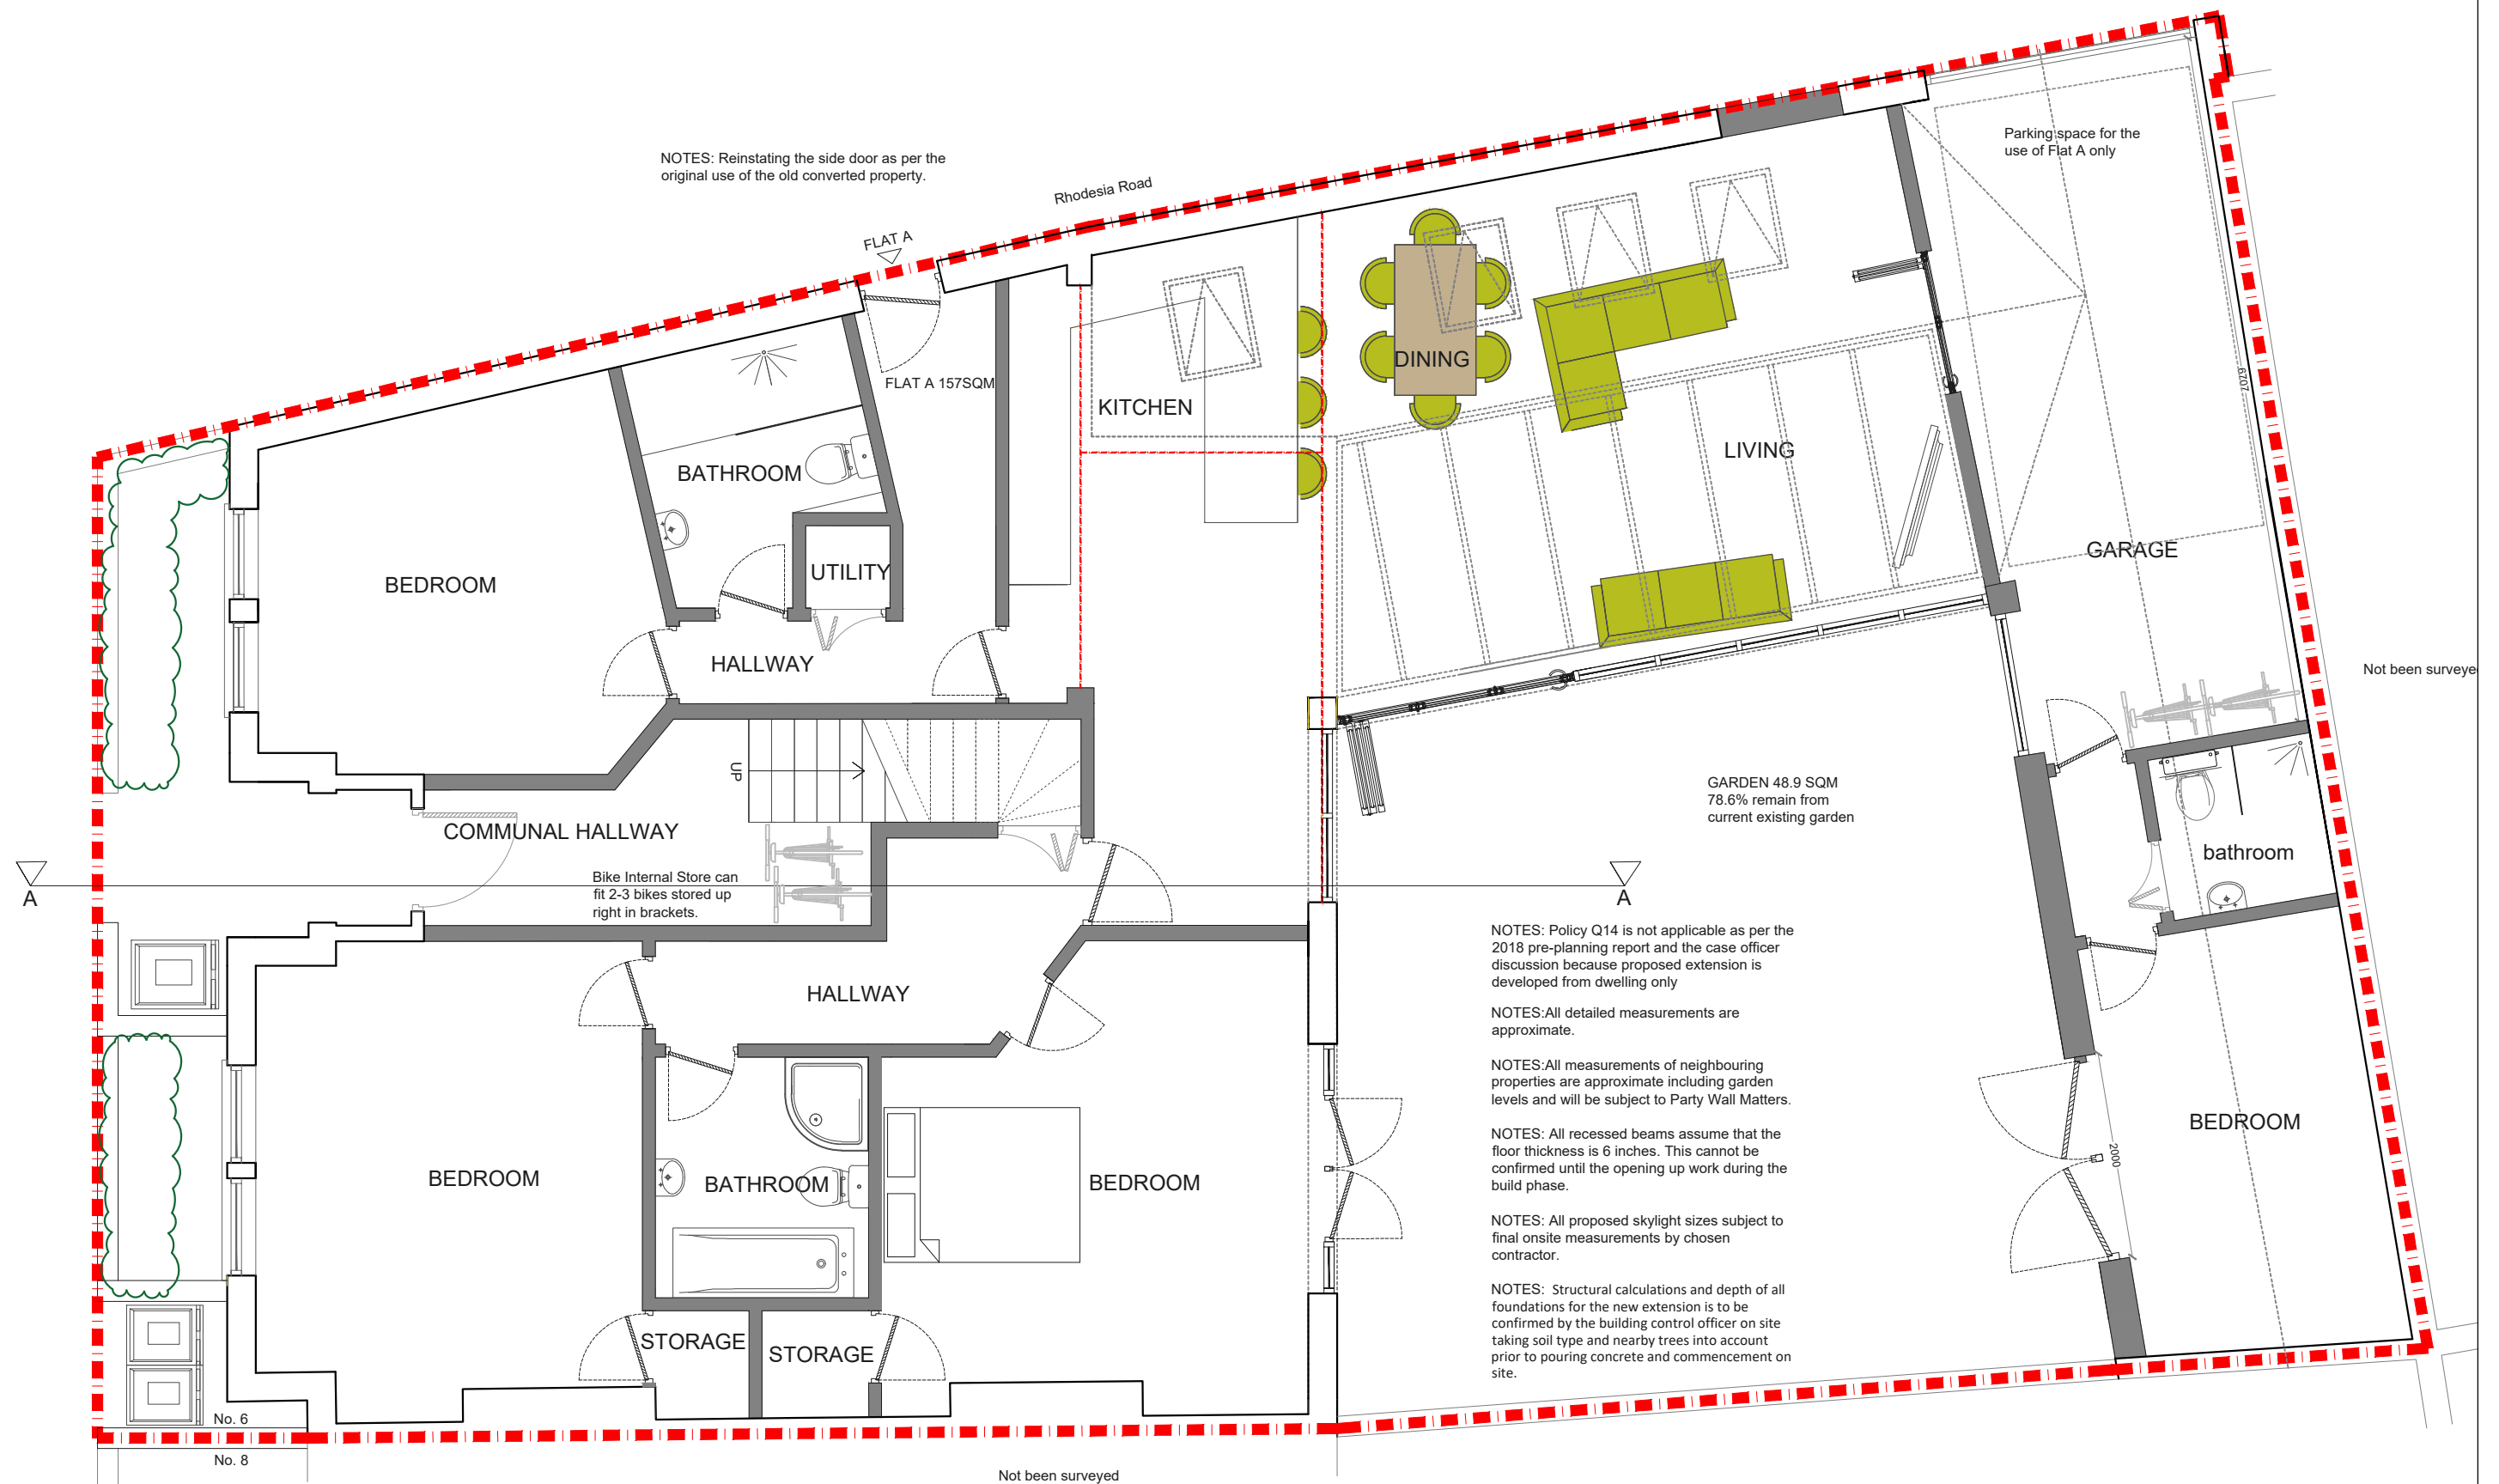 NOTES: Reinstating the side door as per the
original use of the old converted property.
Rhodesia Road
FLAT A
Parking space for the
use of Flat A only
FLAT A 157SQM
KITCHEN
DINING
LIVING
6707
GARAGE
BATHROOM
UTILITY
BEDROOM
HALLWAY
Not been surveye
UP
GARDEN 48.9 SQM
78.6% remain from
current existing garden
COMMUNAL HALLWAY
bathroom
Bike Internal Store can
fit 2-3 bikes stored up
right in brackets.
A
A
NOTES: Policy Q14 is not applicable as per the
2018 pre-planning report and the case officer
discussion because proposed extension is
developed from dwelling only
NOTES:All detailed measurements are
approximate.
NOTES:All measurements of neighbouring
properties are approximate including garden
levels and will be subject to Party Wall Matters.
NOTES: All recessed beams assume that the
floor thickness is 6 inches. This cannot be
confirmed until the opening up work during the
build phase.
NOTES: All proposed skylight sizes subject to
final onsite measurements by chosen
contractor.
NOTES: Structural calculations and depth of all
foundations for the new extension is to be
confirmed by the building control officer on site
taking soil type and nearby trees into account
prior to pouring concrete and commencement on
site.
HALLWAY
BEDROOM
2000
BEDROOM
BATHROOM
BEDROOM
STORAGE
STORAGE
No. 6
No. 8
Not been surveyed